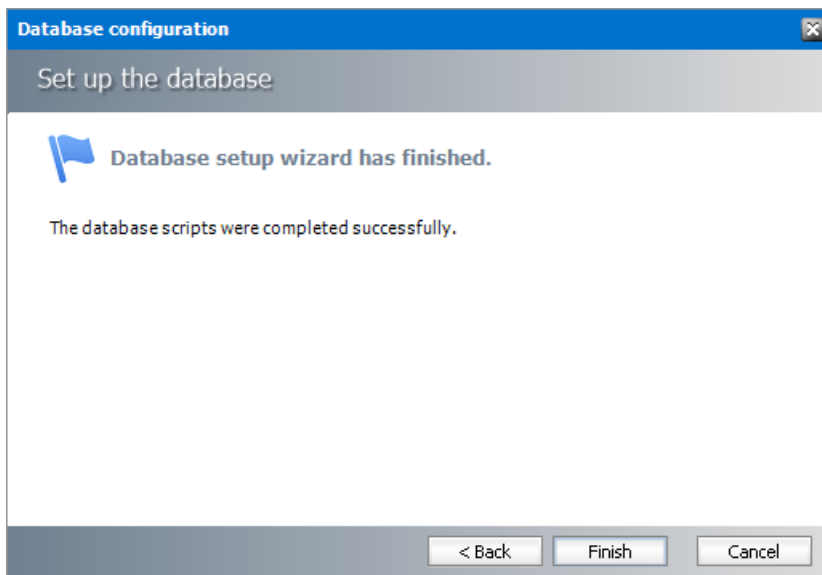 Database configuration
Set up the database
Database setup wizard has finished.
The database scripts were completed successfully.
< Back
Finish
Cancel